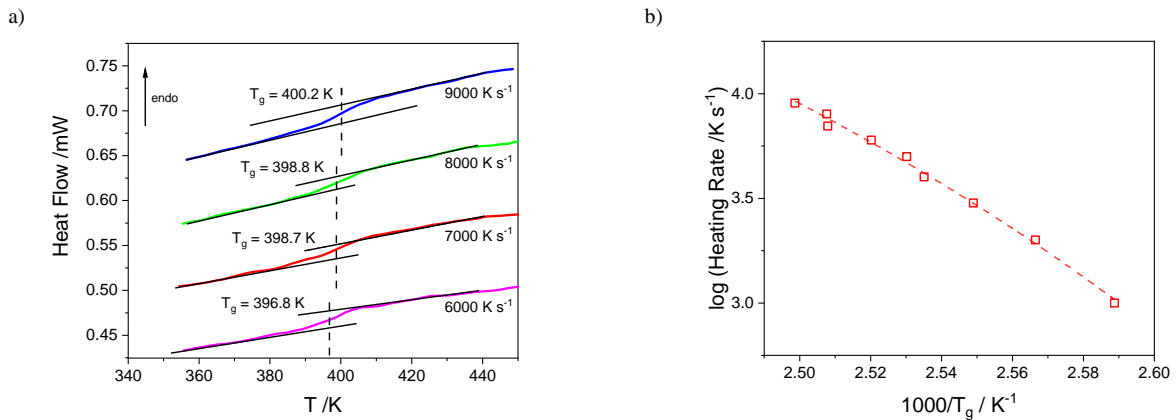 a)
0.75
0.70
0.65
0.60
0.55
0.50
0.45
Heat Flow /mW
endo
T_g = 400.2 K
9000 K s⁻¹
T_g = 398.8 K
8000 K s⁻¹
T_g = 398.7 K
7000 K s⁻¹
T_g = 396.8 K
6000 K s⁻¹
340 360 380 400 420 440
T /K
b)
4.0
3.5
3.0
log (Heating Rate /K s⁻¹)
2.50 2.52 2.54 2.56 2.58 2.60
1000/T_g / K⁻¹